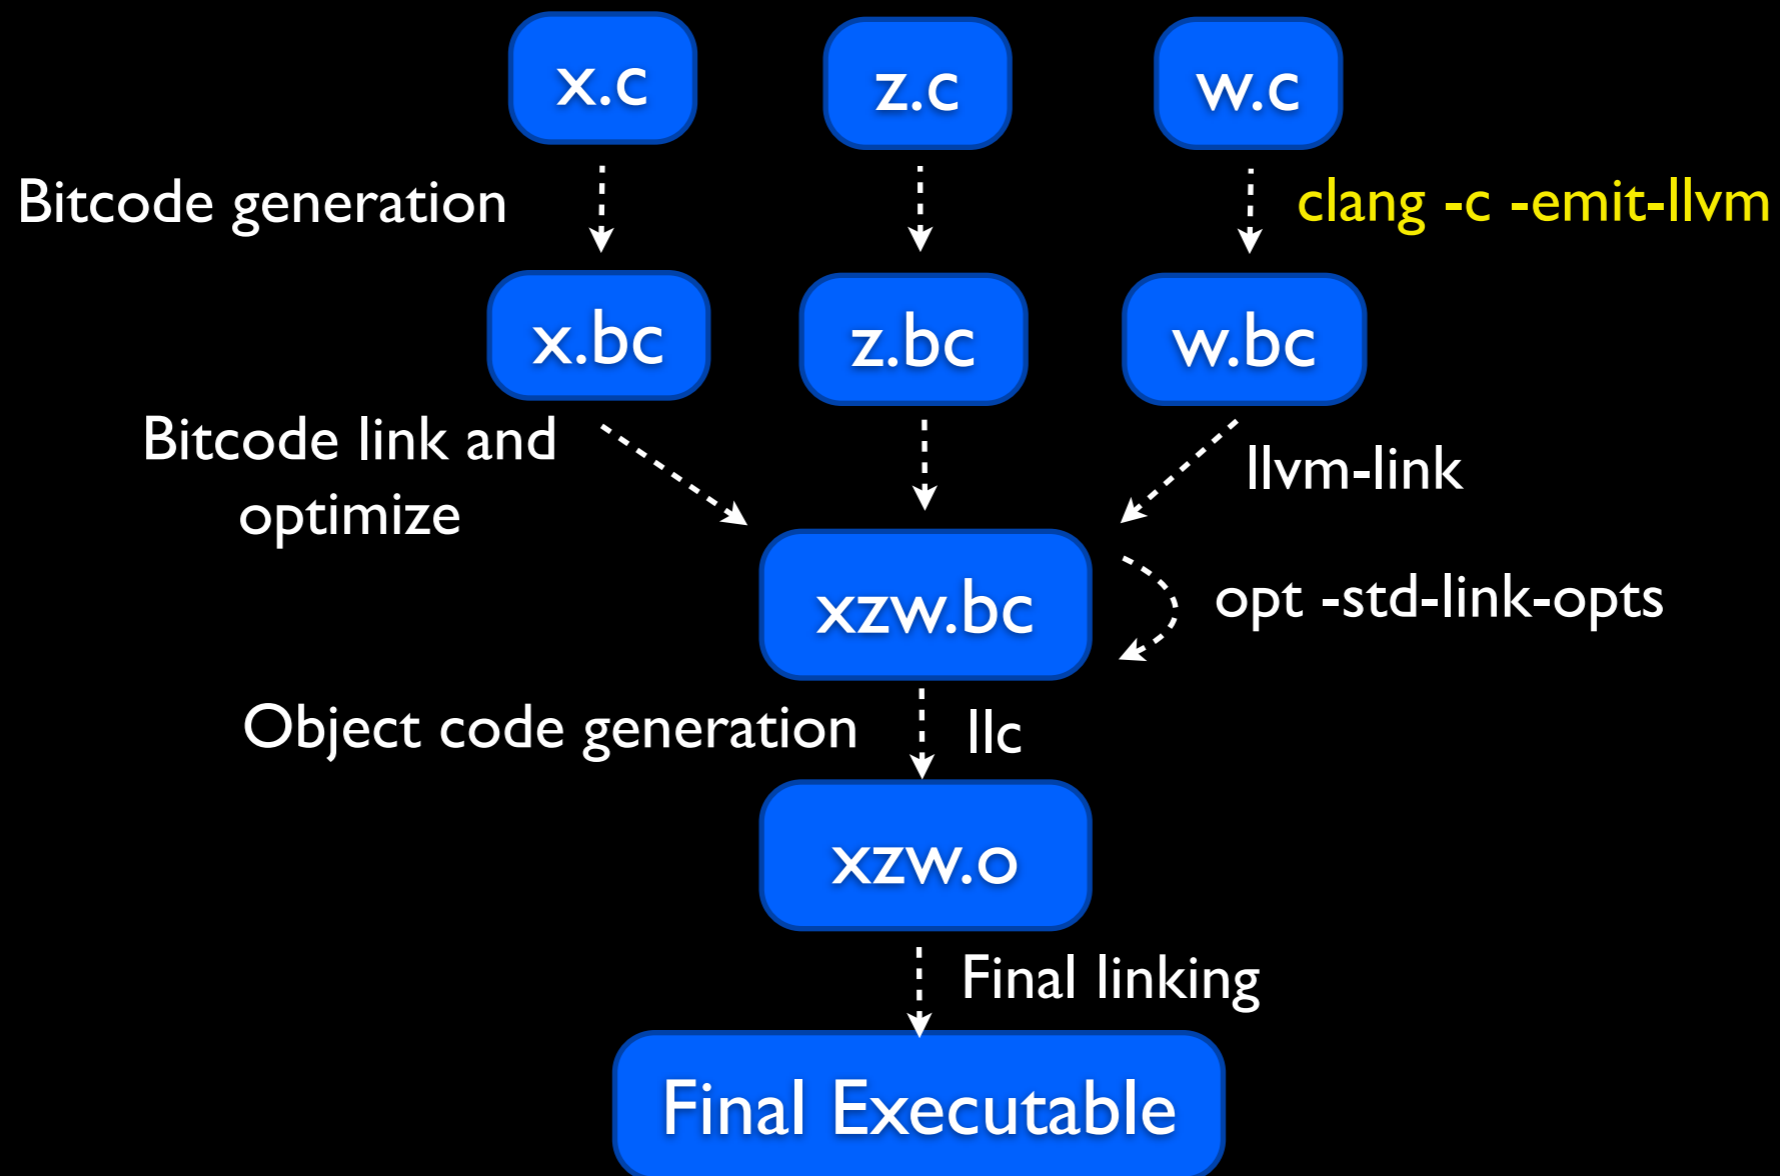 x.c
z.c
w.c
Bitcode generation
clang -c -emit-llvm
x.bc
z.bc
w.bc
Bitcode link and
optimize
llvm-link
xzw.bc
opt -std-link-opts
Object code generation
llc
xzw.o
Final linking
Final Executable